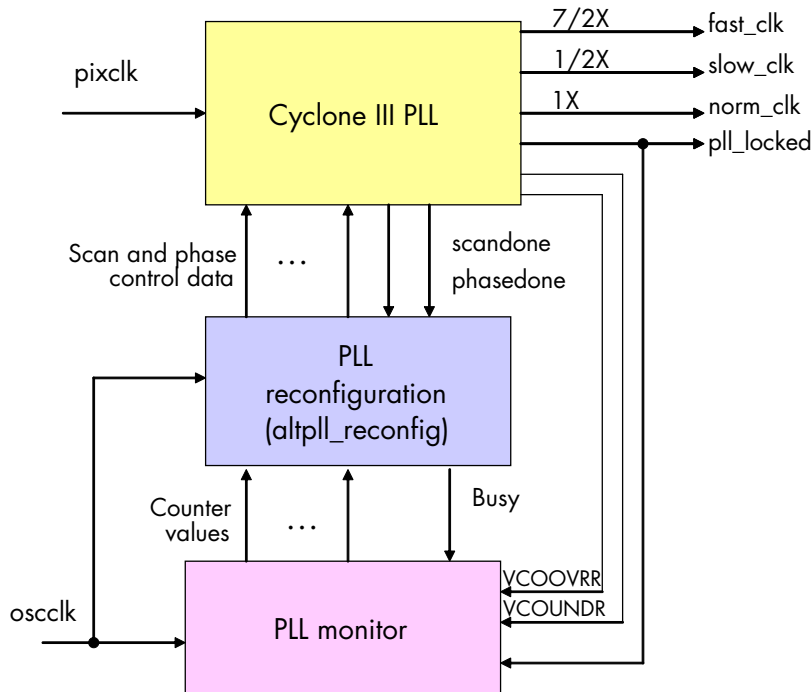 7/2X
fast_clk
pixclk
1/2X
slow_clk
Cyclone III PLL
1X
norm_clk
pll_locked
Scan and phase
control data
...
scandone
phasedone
PLL
reconfiguration
(altpll_reconfig)
Counter
values
...
Busy
VCOOVRR
oscclk
VCOUNDR
PLL monitor